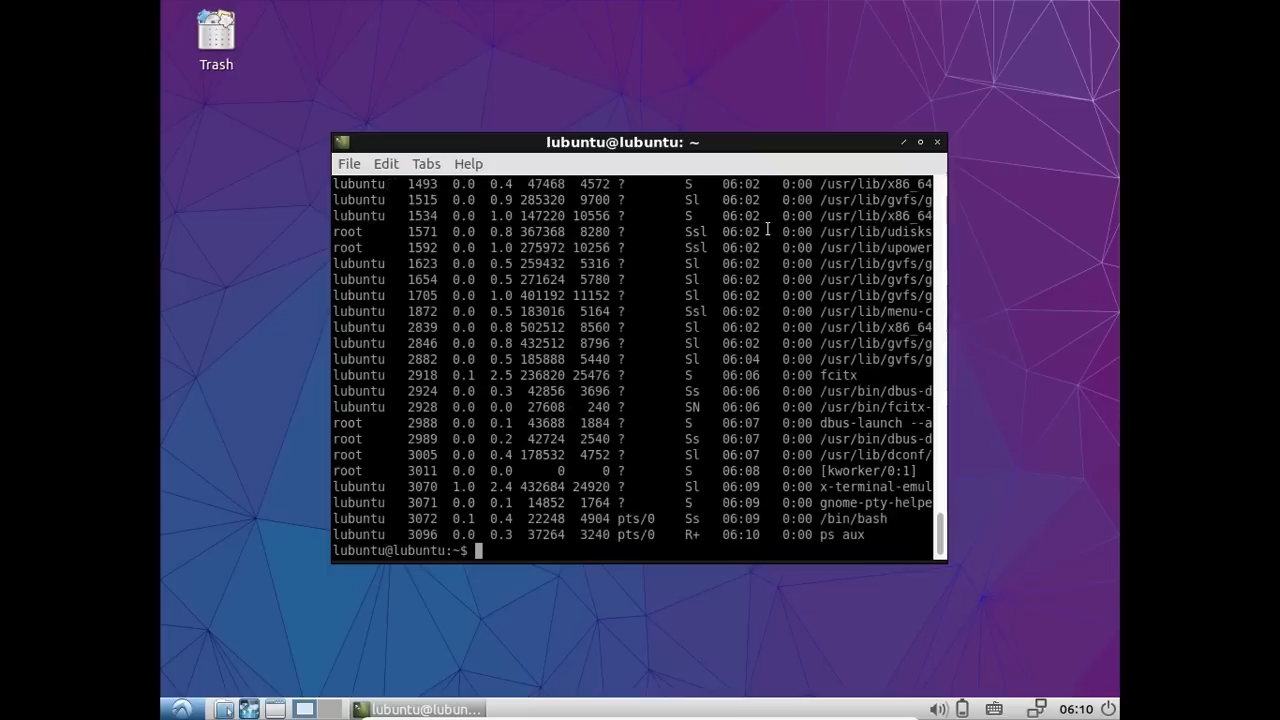 Trash
lubuntu@lubuntu: ~
File Edit Tabs Help
lubuntu 1493 0.0 0.4 47468 4572 ? S 06:02 0:00 /usr/lib/x86_64
lubuntu 1515 0.0 0.9 285320 9700 ? Sl 06:02 0:00 /usr/lib/gvfs/g
lubuntu 1534 0.0 1.0 147220 10556 ? S 06:02 0:00 /usr/lib/x86_64
root 1571 0.0 0.8 367368 8280 ? Ssl 06:02 0:00 /usr/lib/udisks
root 1592 0.0 1.0 275972 10256 ? Ssl 06:02 0:00 /usr/lib/upower
lubuntu 1623 0.0 0.5 259432 5316 ? Sl 06:02 0:00 /usr/lib/gvfs/g
lubuntu 1654 0.0 0.5 271624 5780 ? Sl 06:02 0:00 /usr/lib/gvfs/g
lubuntu 1705 0.0 1.0 401192 11152 ? Sl 06:02 0:00 /usr/lib/gvfs/g
lubuntu 1872 0.0 0.5 183016 5164 ? Ssl 06:02 0:00 /usr/lib/menu-c
lubuntu 2839 0.0 0.8 502512 8560 ? Sl 06:02 0:00 /usr/lib/x86_64
lubuntu 2846 0.0 0.8 432512 8796 ? Sl 06:02 0:00 /usr/lib/gvfs/g
lubuntu 2882 0.0 0.5 185888 5440 ? Sl 06:04 0:00 /usr/lib/gvfs/g
lubuntu 2918 0.1 2.5 236820 25476 ? S 06:06 0:00 fcitx
lubuntu 2924 0.0 0.3 42856 3696 ? Ss 06:06 0:00 /usr/bin/dbus-d
lubuntu 2928 0.0 0.0 27608 240 ? SN 06:06 0:00 /usr/bin/fcitx-
root 2988 0.0 0.1 43688 1884 ? S 06:07 0:00 dbus-launch --a
root 2989 0.0 0.2 42724 2540 ? Ss 06:07 0:00 /usr/bin/dbus-d
root 3005 0.0 0.4 178532 4752 ? Sl 06:07 0:00 /usr/lib/dconf/
root 3011 0.0 0.0 0 0 ? S 06:08 0:00 [kworker/0:1]
lubuntu 3070 1.0 2.4 432684 24920 ? Sl 06:09 0:00 x-terminal-emul
lubuntu 3071 0.0 0.1 14852 1764 ? S 06:09 0:00 gnome-pty-helpe
lubuntu 3072 0.1 0.4 22248 4904 pts/0 Ss 06:09 0:00 /bin/bash
lubuntu 3096 0.0 0.3 37264 3240 pts/0 R+ 06:10 0:00 ps aux
lubuntu@lubuntu:~$
lubuntu@lubun... 06:10